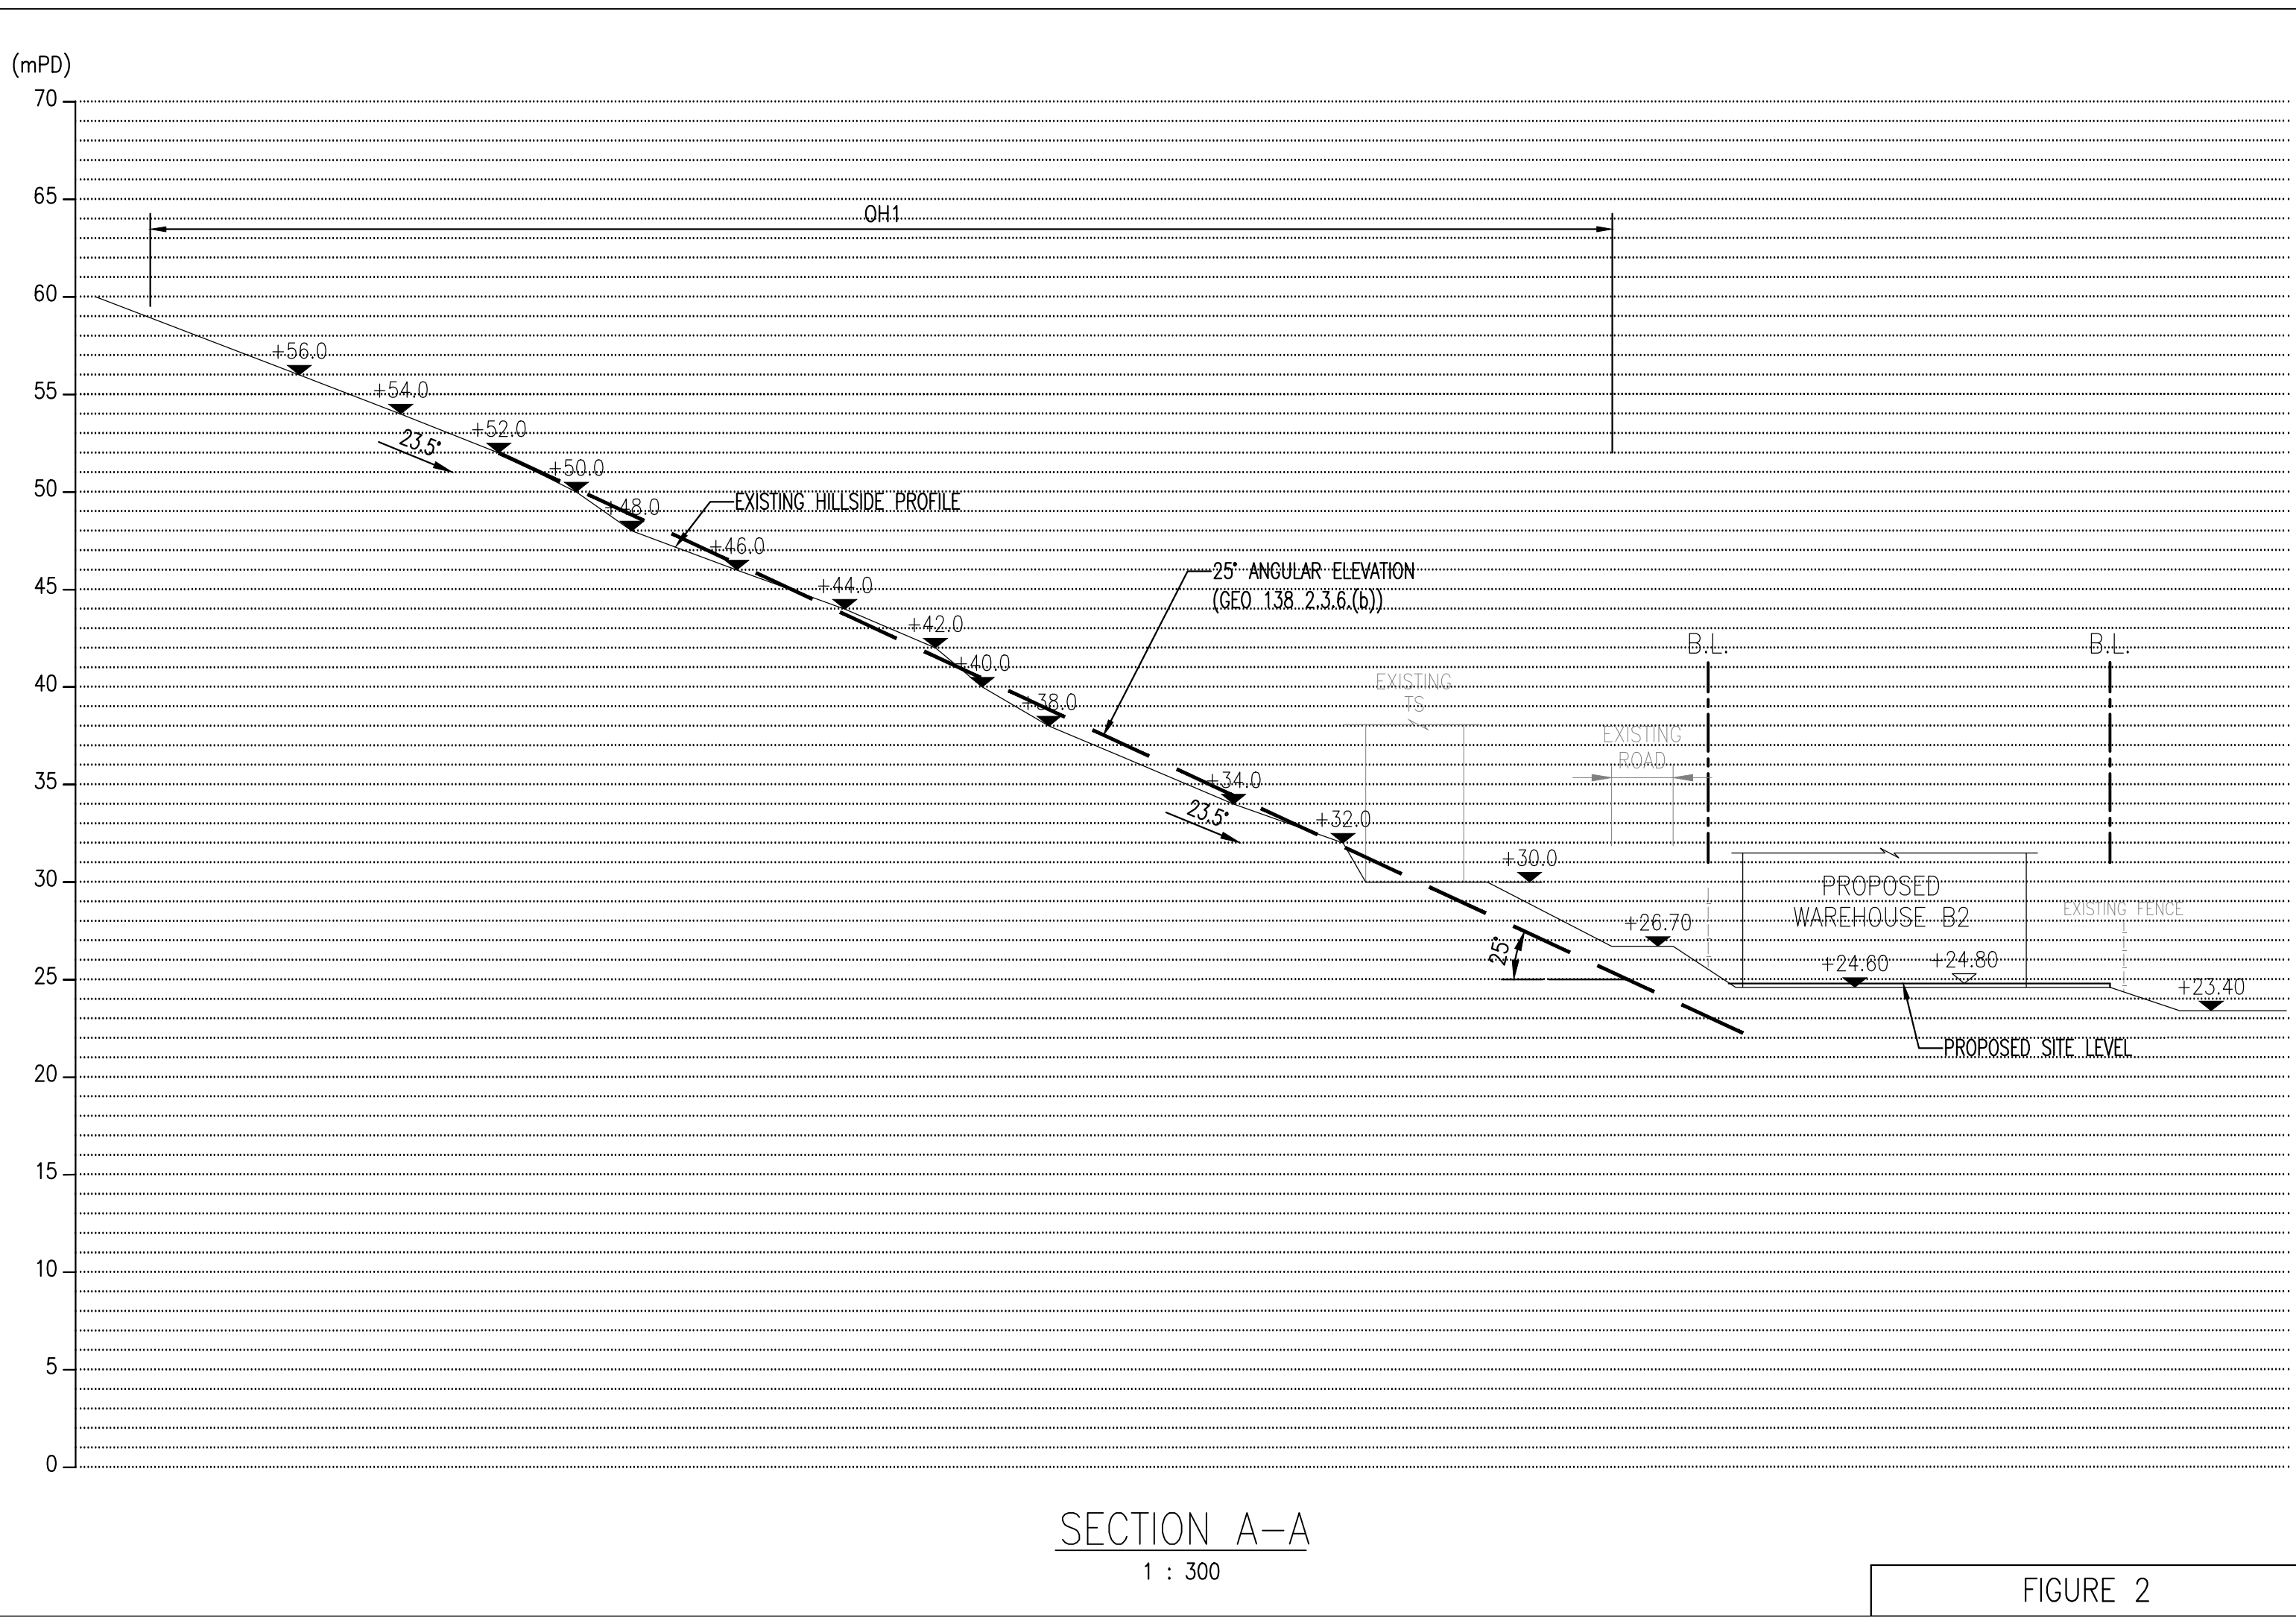 (mPD)
70
65
60
55
50
45
40
35
30
25
20
15
10
5
0
OH1
+56.0
+54.0
+52.0
23.5°
+50.0
+48.0
EXISTING HILLSIDE PROFILE
+46.0
+44.0
25° ANGULAR ELEVATION
(GEO 138 2.3.6.(b))
+42.0
+40.0
+38.0
+34.0
23.5°
+32.0
EXISTING
TS
EXISTING
ROAD
B.L.
B.L.
+30.0
+26.70
25°
PROPOSED
WAREHOUSE B2
EXISTING FENCE
+24.60
+24.80
+23.40
PROPOSED SITE LEVEL
SECTION A-A
1 : 300
FIGURE 2